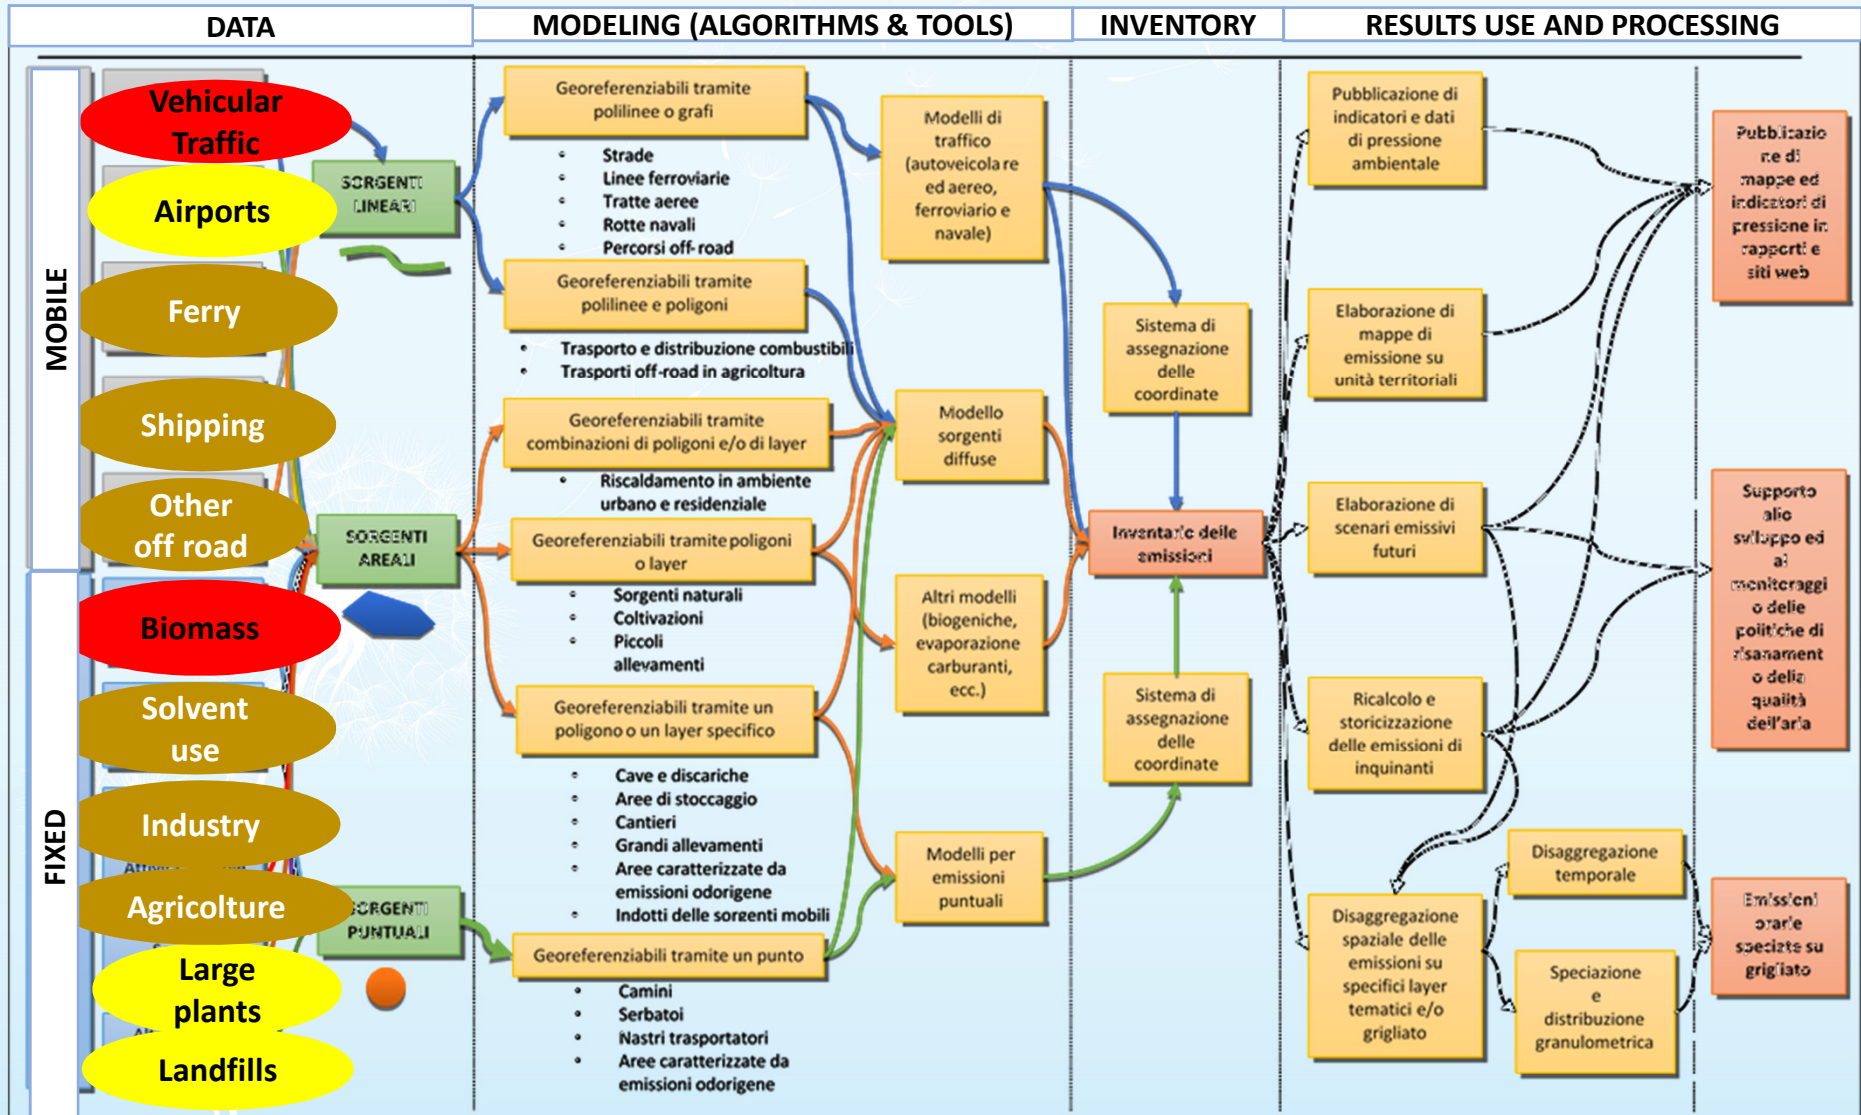 DATA
MODELING (ALGORITHMS & TOOLS)
INVENTORY
RESULTS USE AND PROCESSING
MOBILE
Vehicular
Traffic
Airports
Ferry
Shipping
Other
off road
FIXED
Biomass
Solvent
use
Industry
Agricolture
Large
plants
Landfills
SORGENTI
LINEARI
SORGENTI
AREALI
SORGENTI
PUNTUALI
Georeferenziabili tramite
polilinee o grafi
• Strade
• Linee ferroviarie
• Tratte aeree
• Rotte navali
• Percorsi off-road
Georeferenziabili tramite
polilinee e poligoni
• Trasporto e distribuzione combustibili
• Trasporti off-road in agricoltura
Georeferenziabili tramite
combinazioni di poligoni e/o di layer
• Riscaldamento in ambiente
urbano e residenziale
Georeferenziabili tramite poligoni
o layer
• Sorgenti naturali
• Coltivazioni
• Piccoli
allevamenti
Georeferenziabili tramite un
poligono o un layer specifico
• Cave e discariche
• Aree di stoccaggio
• Cantieri
• Grandi allevamenti
• Aree caratterizzate da
emissioni odorigene
• Indotti delle sorgenti mobili
Georeferenziabili tramite un punto
• Camini
• Serbatoi
• Nastri trasportatori
• Aree caratterizzate da
emissioni odorigene
Modelli di
traffico
(autoveicolare
ed aereo,
ferroviario e
navale)
Modello
sorgenti
diffuse
Altri modelli
(biogeniche,
evaporazione
carburanti,
ecc.)
Modelli per
emissioni
puntuali
Sistema di
assegnazione
delle
coordinate
Inventario delle
emissioni
Sistema di
assegnazione
delle
coordinate
Pubblicazione di
indicatori e dati
di pressione
ambientale
Elaborazione di
mappe di
emissione su
unità territoriali
Elaborazione di
scenari emissivi
futuri
Ricalcolo e
storicizzazione
delle emissioni di
inquinanti
Disaggregazione
spaziale delle
emissioni su
specifici layer
tematici e/o
grigliato
Disaggregazione
temporale
Speciazione
e
distribuzione
granulometrica
Pubblicazio
ne di
mappe ed
indicatori di
pressione in
rapporti e
siti web
Supporto
allo
sviluppo ed
al
monitoraggi
o delle
politiche di
risanament
o della
qualità
dell'aria
Emissioni
orarie
speciate su
grigliato